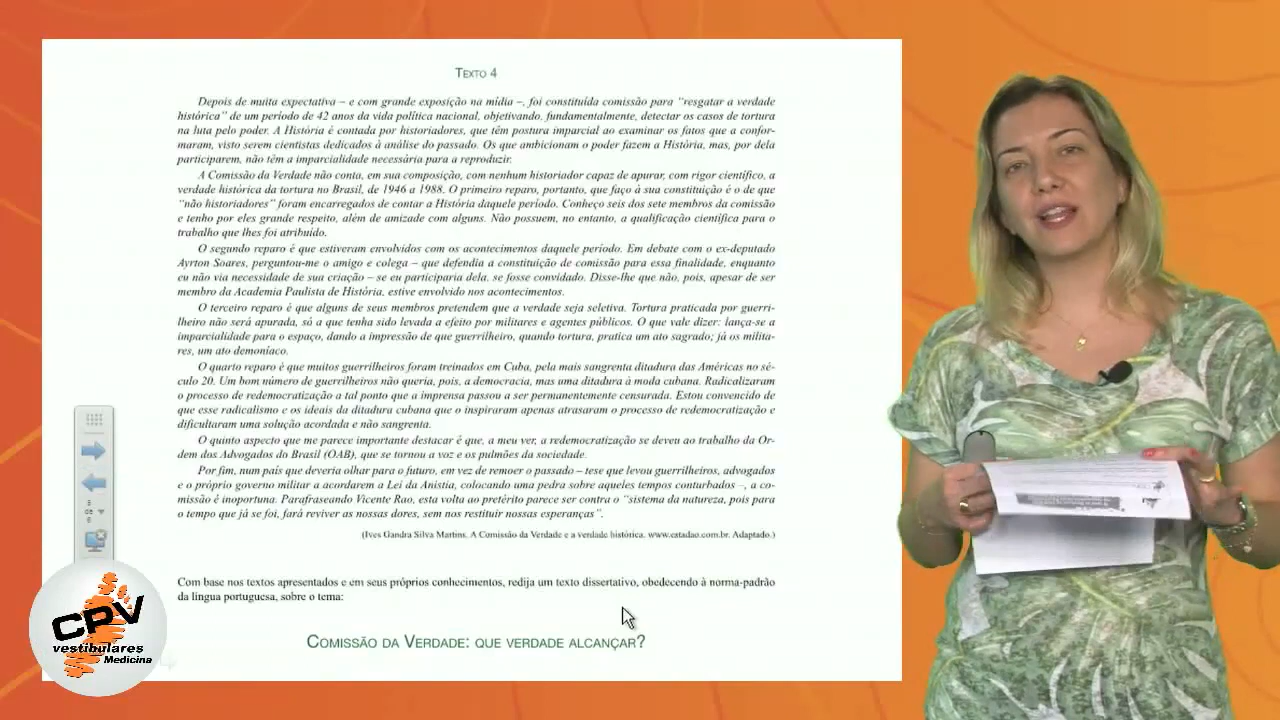 TEXTO 4
Depois de muita expectativa – e com grande exposição na mídia –, foi constituída comissão para “resgatar a verdade
histórica” de um período de 42 anos da vida política nacional, objetivando, fundamentalmente, detectar os casos de tortura
na luta pelo poder. A História é contada por historiadores, que têm postura imparcial ao examinar os fatos que a confor-
maram, visto serem cientistas dedicados à análise do passado. Os que ambicionam o poder fazem a História, mas, por dela
participarem, não têm a imparcialidade necessária para a reproduzir.
A Comissão da Verdade não conta, em sua composição, com nenhum historiador capaz de apurar, com rigor científico, a
verdade histórica da tortura no Brasil, de 1946 a 1988. O primeiro reparo, portanto, que faço à sua constituição é o de que
“não historiadores” foram encarregados de contar a História daquele período. Conheço seis dos sete membros da comissão
e tenho por eles grande respeito, além de amizade com alguns. Não possuem, no entanto, a qualificação científica para o
trabalho que lhes foi atribuído.
O segundo reparo é que estiveram envolvidos com os acontecimentos daquele período. Em debate com o ex-deputado
Ayrton Soares, perguntou-me o amigo e colega – que defendia a constituição de comissão para essa finalidade, enquanto
eu não via necessidade de sua criação – se eu participaria dela, se fosse convidado. Disse-lhe que não, pois, apesar de ser
membro da Academia Paulista de História, estive envolvido nos acontecimentos.
O terceiro reparo é que alguns de seus membros pretendem que a verdade seja seletiva. Tortura praticada por guerri-
lheiro não será apurada, só a que tenha sido levada a efeito por militares e agentes públicos. O que vale dizer: lança-se a
imparcialidade para o espaço, dando a impressão de que guerrilheiro, quando tortura, pratica um ato sagrado; já os milita-
res, um ato demoníaco.
O quarto reparo é que muitos guerrilheiros foram treinados em Cuba, pela mais sangrenta ditadura das Américas no sé-
culo 20. Um bom número de guerrilheiros não queria, pois, a democracia, mas uma ditadura à moda cubana. Radicalizaram
o processo de redemocratização a tal ponto que a imprensa passou a ser permanentemente censurada. Estou convencido de
que esse radicalismo e os ideais da ditadura cubana que o inspiraram apenas atrasaram o processo de redemocratização e
dificultaram uma solução acordada e não sangrenta.
O quinto aspecto que me parece importante destacar é que, a meu ver, a redemocratização se deveu ao trabalho da Or-
dem dos Advogados do Brasil (OAB), que se tornou a voz e os pulmões da sociedade.
Por fim, num país que deveria olhar para o futuro, em vez de remoer o passado – tese que levou guerrilheiros, advogados
e o próprio governo militar a acordarem a Lei da Anistia, colocando uma pedra sobre aqueles tempos conturbados –, a co-
missão é inoportuna. Parafraseando Vicente Rao, esta volta ao pretérito parece ser contra o “sistema da natureza, pois para
o tempo que já se foi, fará reviver as nossas dores, sem nos restituir nossas esperanças”.
(Ives Gandra Silva Martins. A Comissão da Verdade e a verdade histórica. www.estadao.com.br. Adaptado.)
Com base nos textos apresentados e em seus próprios conhecimentos, redija um texto dissertativo, obedecendo à norma-padrão
da língua portuguesa, sobre o tema:
COMISSÃO DA VERDADE: QUE VERDADE ALCANÇAR?
de
6
CPV
vestibulares
Medicina